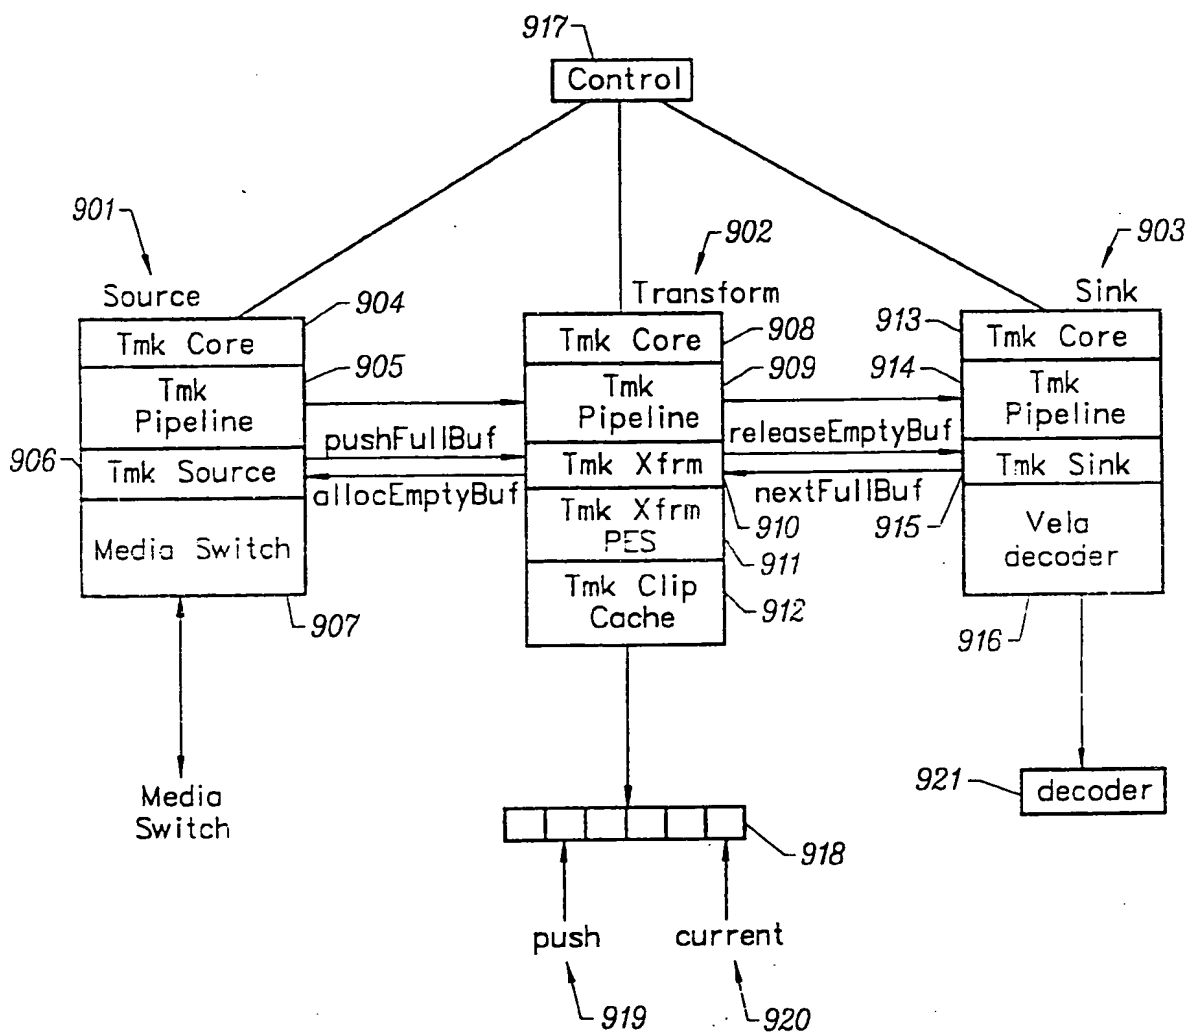 917
Control
901
902
903
Source
Transform
Sink
904
Tmk Core
905
Tmk
Pipeline
pushFullBuf
906
Tmk Source
allocEmptyBuf
Media Switch
907
Media
Switch
Tmk Core
908
909
Tmk
Pipeline
releaseEmptyBuf
Tmk Xfrm
nextFullBuf
910
Tmk Xfrm
PES
911
Tmk Clip
Cache
912
913
Tmk Core
914
Tmk
Pipeline
Tmk Sink
915
Vela
decoder
916
921
decoder
918
push
current
919
920